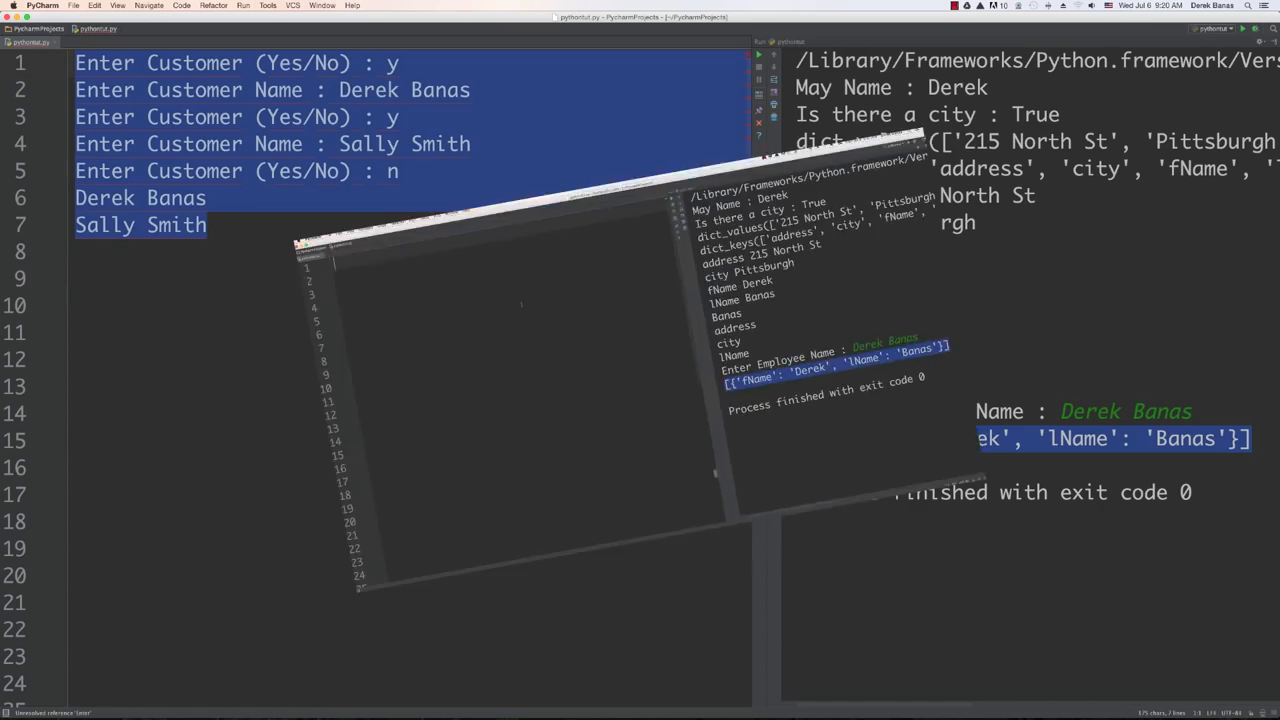 PyCharm File Edit View Navigate Code Refactor Run Tools VCS Window Help
10 Wed Jul 6 9:20 AM Derek Banas
pythontut.py - PycharmProjects - [~/PycharmProjects]
PycharmProjects pythontut.py
pythontut
pythontut.py
Run pythontut
1 Enter Customer (Yes/No) : y
2 Enter Customer Name : Derek Banas
3 Enter Customer (Yes/No) : y
4 Enter Customer Name : Sally Smith
5 Enter Customer (Yes/No) : n
6 Derek Banas
7 Sally Smith
8
9
10
11
12
13
14
15
16
17
18
19
20
21
22
23
24
/Library/Frameworks/Python.framework/Vers
May Name : Derek
Is there a city : True
dict (['215 North St', 'Pittsburgh
'address', 'city', 'fName',
North St
rgh
Name : Derek Banas
ek', 'lName': 'Banas'}]
finished with exit code 0
1
2
3
4
5
6
7
8
9
10
11
12
13
14
15
16
17
18
19
20
21
22
23
24
/Library/Frameworks/Python.framework/Ver
May Name : Derek
Is there a city : True
dict_values(['215 North St', 'Pittsburgh
dict_keys(['address', 'city', 'fName',
address 215 North St
city Pittsburgh
fName Derek
lName Banas
Banas
address
city
lName
Enter Employee Name : Derek Banas
[{'fName': 'Derek', 'lName': 'Banas'}]
Process finished with exit code 0
Unresolved reference 'Enter'
175 chars, 7 lines 1:1 LF UTF-8